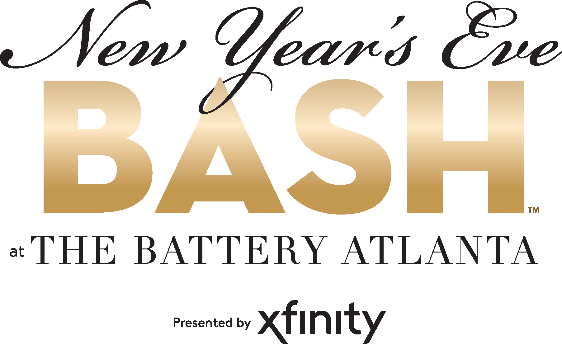 New Year's Eve
BASH™
at THE BATTERY ATLANTA
Presented by xfinity